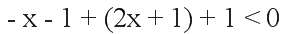 - x - 1 + (2x + 1) + 1 < 0